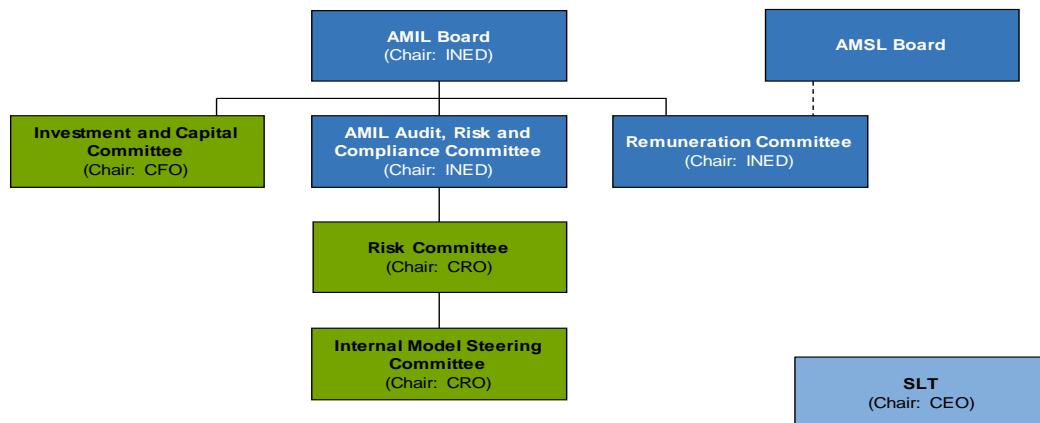 AMIL Board
(Chair: INED)
AMSL Board
Investment and Capital
Committee
(Chair: CFO)
AMIL Audit, Risk and
Compliance Committee
(Chair: INED)
Remuneration Committee
(Chair: INED)
Risk Committee
(Chair: CRO)
Internal Model Steering
Committee
(Chair: CRO)
SLT
(Chair: CEO)